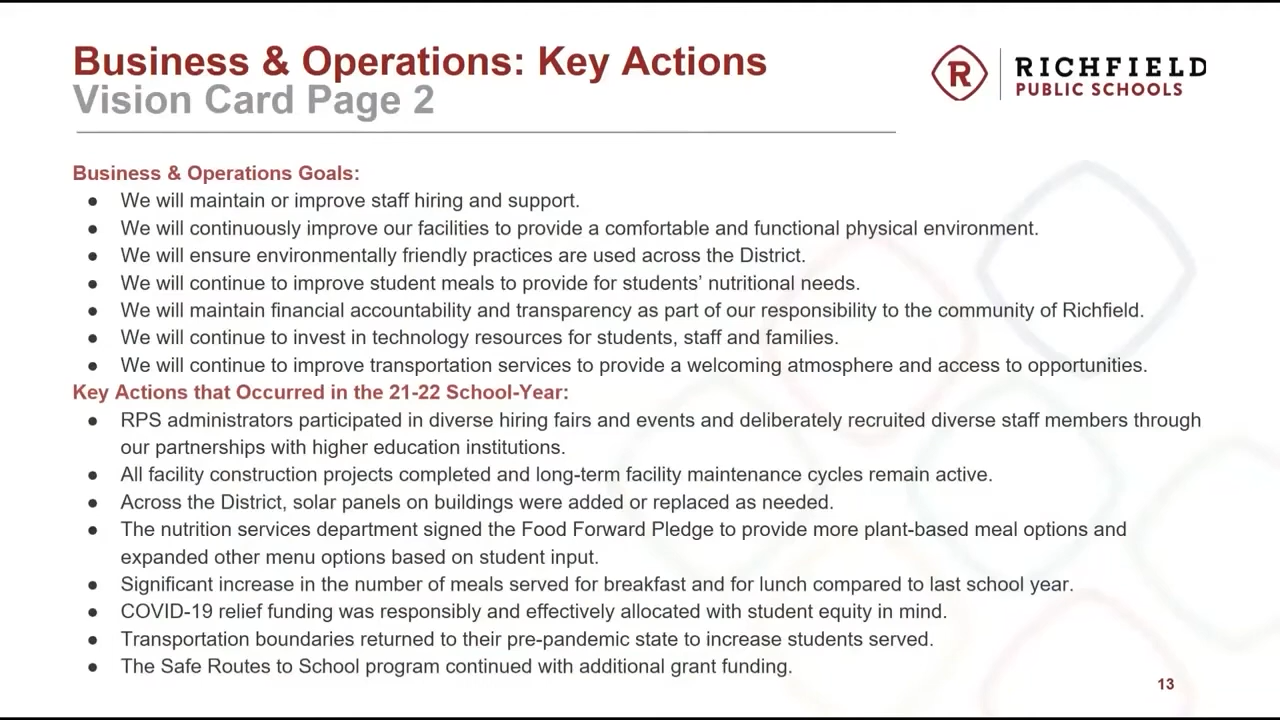 Business & Operations: Key Actions
Vision Card Page 2
R
RICHFIELD
PUBLIC SCHOOLS
Business & Operations Goals:
● We will maintain or improve staff hiring and support.
● We will continuously improve our facilities to provide a comfortable and functional physical environment.
● We will ensure environmentally friendly practices are used across the District.
● We will continue to improve student meals to provide for students’ nutritional needs.
● We will maintain financial accountability and transparency as part of our responsibility to the community of Richfield.
● We will continue to invest in technology resources for students, staff and families.
● We will continue to improve transportation services to provide a welcoming atmosphere and access to opportunities.
Key Actions that Occurred in the 21-22 School-Year:
● RPS administrators participated in diverse hiring fairs and events and deliberately recruited diverse staff members through
our partnerships with higher education institutions.
● All facility construction projects completed and long-term facility maintenance cycles remain active.
● Across the District, solar panels on buildings were added or replaced as needed.
● The nutrition services department signed the Food Forward Pledge to provide more plant-based meal options and
expanded other menu options based on student input.
● Significant increase in the number of meals served for breakfast and for lunch compared to last school year.
● COVID-19 relief funding was responsibly and effectively allocated with student equity in mind.
● Transportation boundaries returned to their pre-pandemic state to increase students served.
● The Safe Routes to School program continued with additional grant funding.
13